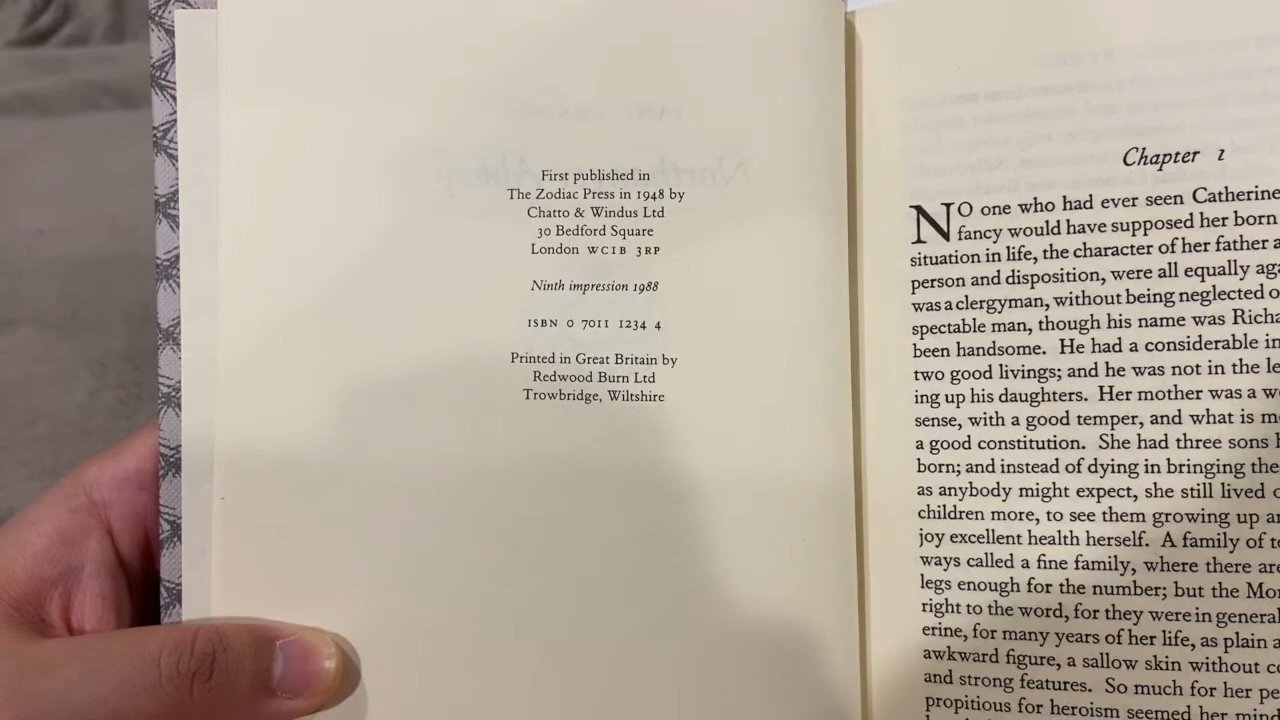 First published in
The Zodiac Press in 1948 by
Chatto & Windus Ltd
30 Bedford Square
London WC1B 3RP
Ninth impression 1988
ISBN 0 7011 1234 4
Printed in Great Britain by
Redwood Burn Ltd
Trowbridge, Wiltshire
Chapter 1
NO one who had ever seen Catherine
fancy would have supposed her born
situation in life, the character of her father
person and disposition, were all equally
was a clergyman, without being neglected
spectable man, though his name was
been handsome. He had a considerable
two good livings; and he was not in the
ing up his daughters. Her mother was a
sense, with a good temper, and what is
a good constitution. She had three sons
born; and instead of dying in bringing
as anybody might expect, she still lived
children more, to see them growing up
joy excellent health herself. A family of
ways called a fine family, where there
legs enough for the number; but the
right to the word, for they were in general
erine, for many years of her life, as plain
awkward figure, a sallow skin without
and strong features. So much for her
propitious for heroism seemed her mind